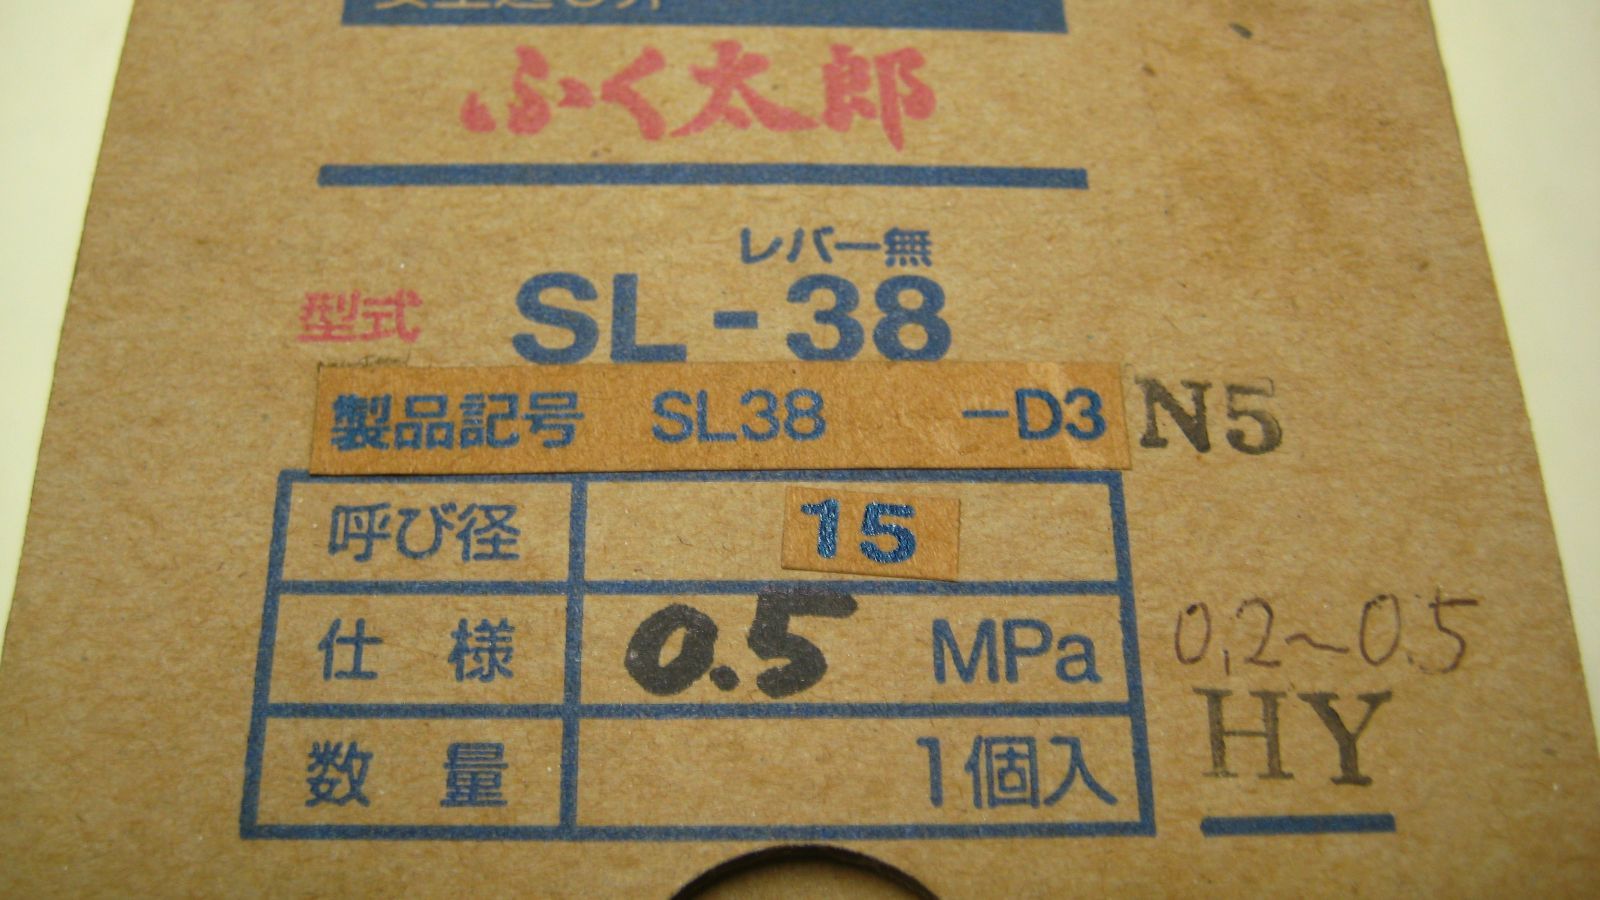 ふく太郎
レバー無
型式 SL-38
製品記号 SL38 -D3 N5
呼び径 15
仕様 0.5 MPa 0.2~0.5
HY
数量 1個入